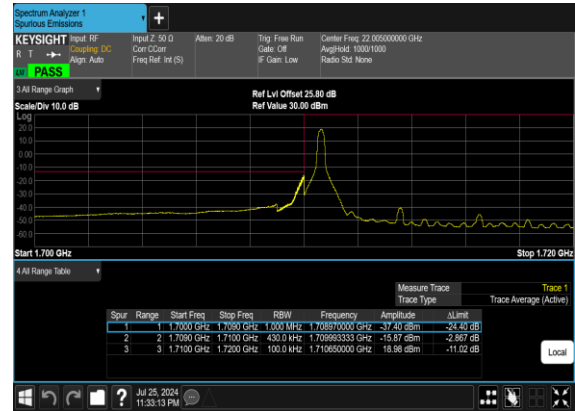 Spectrum Analyzer 1
Spurious Emissions
+
KEYSIGHT
R T
LXI PASS
Input: RF
Coupling: DC
Align: Auto
Input Z: 50 Ω
Corr CCorr
Freq Ref: Int (S)
Atten: 20 dB
Trig: Free Run
Gate: Off
IF Gain: Low
Center Freq: 22.005000000 GHz
Avg|Hold: 1000/1000
Radio Std: None
3 All Range Graph
Scale/Div 10.0 dB
Ref Lvl Offset 25.80 dB
Ref Value 30.00 dBm
Log
20.0
10.0
0.00
-10.0
-20.0
-30.0
-40.0
-50.0
-60.0
Start 1.700 GHz
Stop 1.720 GHz
4 All Range Table
Measure Trace Trace 1
Trace Type Trace Average (Active)
Spur Range Start Freq Stop Freq RBW Frequency Amplitude ΔLimit
1 1 1.7000 GHz 1.7090 GHz 1.000 MHz 1.708970000 GHz -37.40 dBm -24.40 dB
2 2 1.7090 GHz 1.7100 GHz 430.0 kHz 1.709993333 GHz -15.87 dBm -2.867 dB
3 3 1.7100 GHz 1.7200 GHz 100.0 kHz 1.710650000 GHz 18.98 dBm -11.02 dB
Local
?
Jul 25, 2024
11:33:13 PM